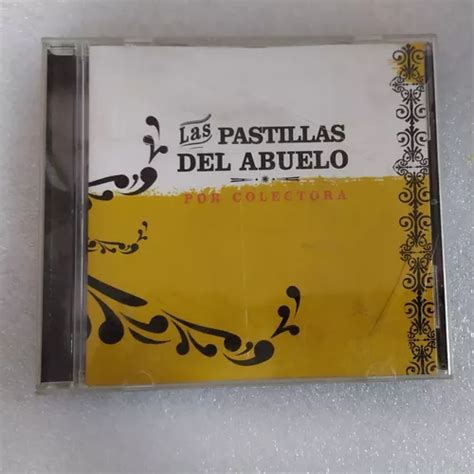 Las PASTILLAS
DEL ABUELO
POR COLECTORA